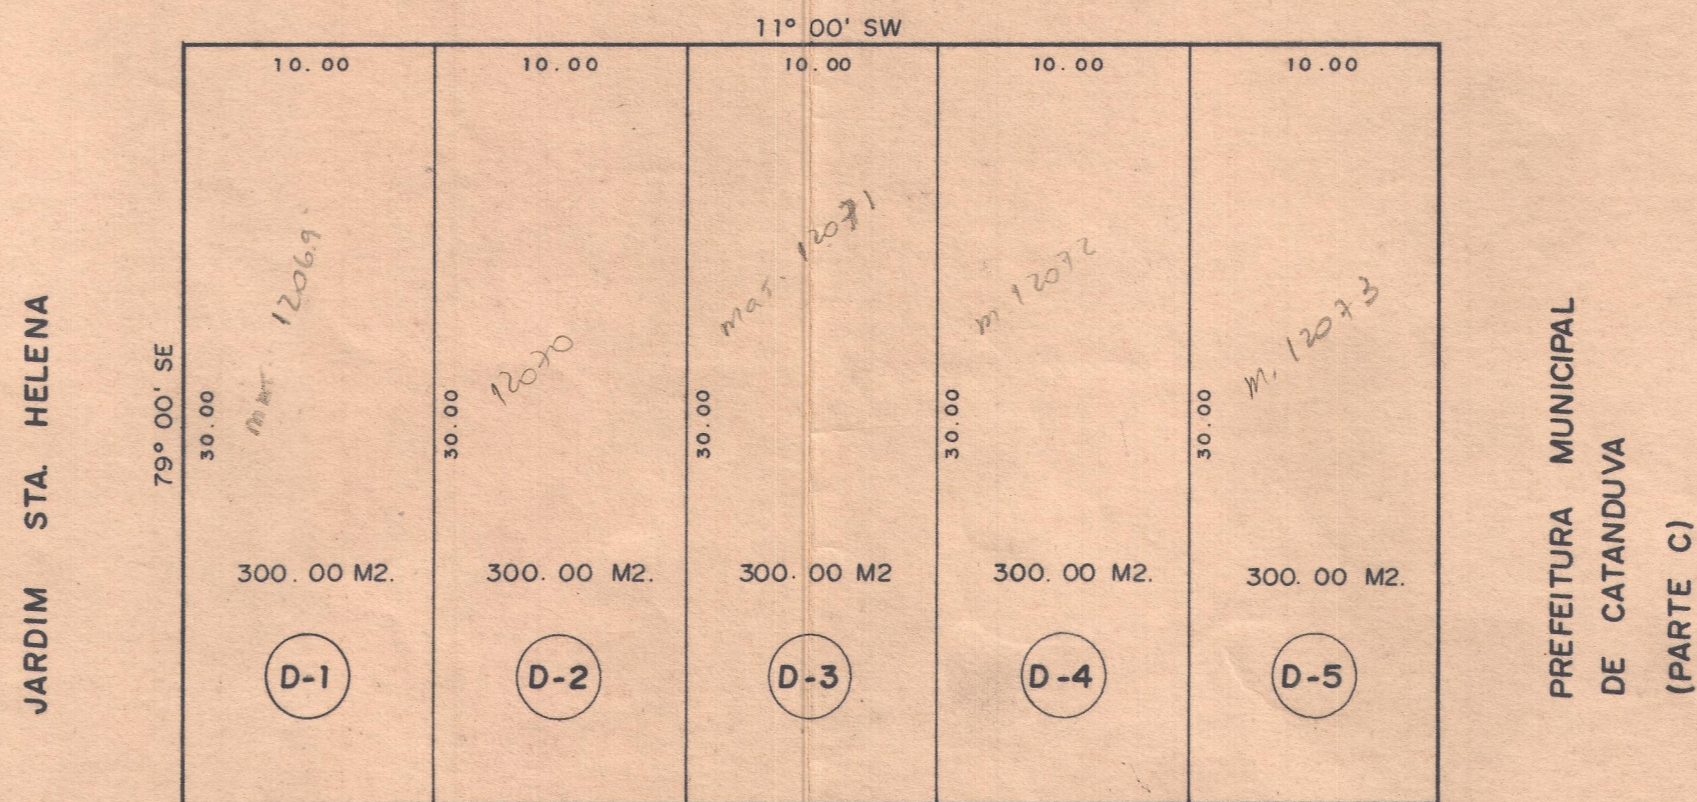 11° 00' SW
10.00
10.00
10.00
10.00
10.00
JARDIM STA. HELENA
79° 00' SE
30.00
mat. 12069
30.00
12070
30.00
mat. 12071
30.00
m 12072
30.00
m. 12073
300.00 M2.
300.00 M2.
300.00 M2
300.00 M2.
300.00 M2.
D-1
D-2
D-3
D-4
D-5
PREFEITURA MUNICIPAL
DE CATANDUVA
(PARTE C)